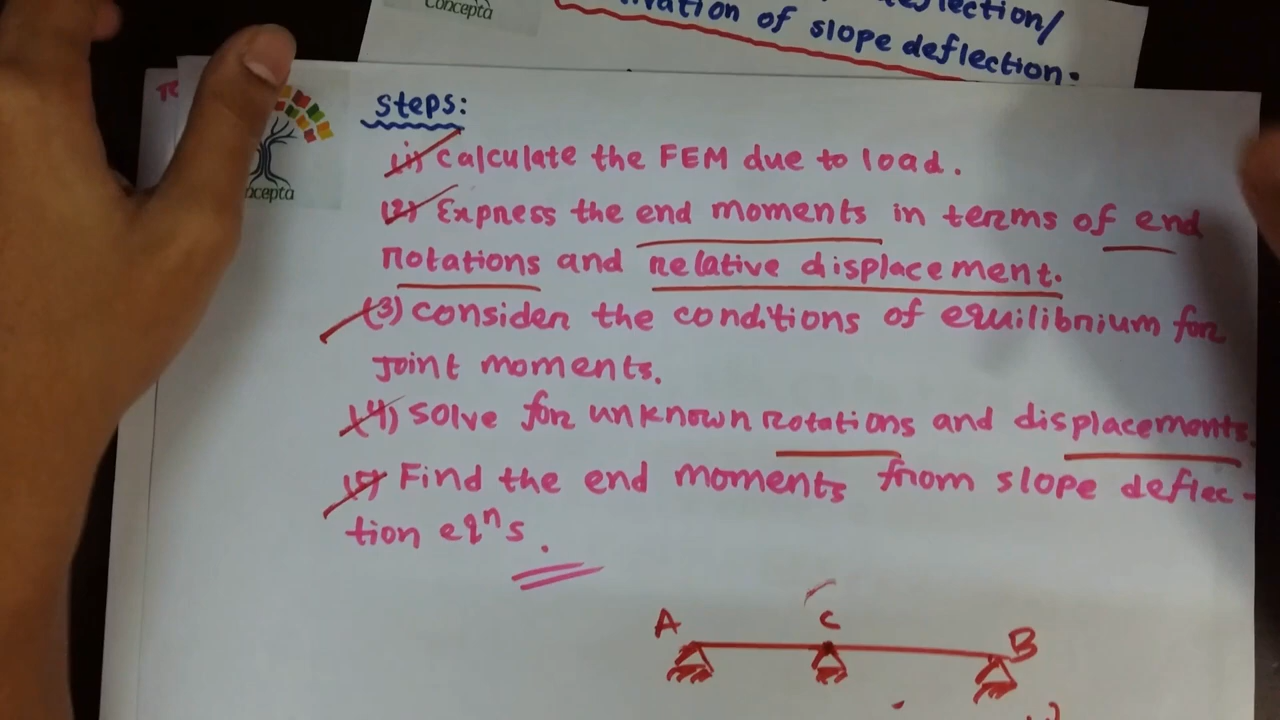 Concepta
of slope deflection.
Steps:
(1) Calculate the FEM due to load.
(2) Express the end moments in terms of end
rotations and relative displacement.
(3) consider the conditions of equilibrium for
Joint moments.
(4) solve for unknown rotations and displacements.
(5) Find the end moments from slope deflec-
tion eqⁿs.
A C B